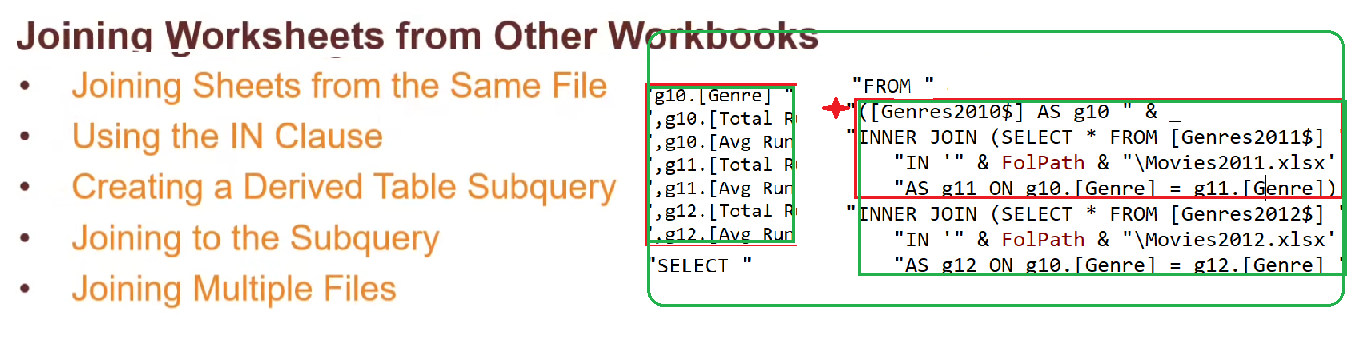 Joining Worksheets from Other Workbooks
• Joining Sheets from the Same File
• Using the IN Clause
• Creating a Derived Table Subquery
• Joining to the Subquery
• Joining Multiple Files
"g10.[Genre] "
",g10.[Total R
",g10.[Avg Run
",g11.[Total R
",g11.[Avg Run
",g12.[Total R
",g12.[Avg Run
"SELECT "
"FROM "
"([Genres2010$] AS g10 " & _
"INNER JOIN (SELECT * FROM [Genres2011$] "
"IN '" & FolPath & "\Movies2011.xlsx'
"AS g11 ON g10.[Genre] = g11.[Genre])
"INNER JOIN (SELECT * FROM [Genres2012$] "
"IN '" & FolPath & "\Movies2012.xlsx'
"AS g12 ON g10.[Genre] = g12.[Genre] "